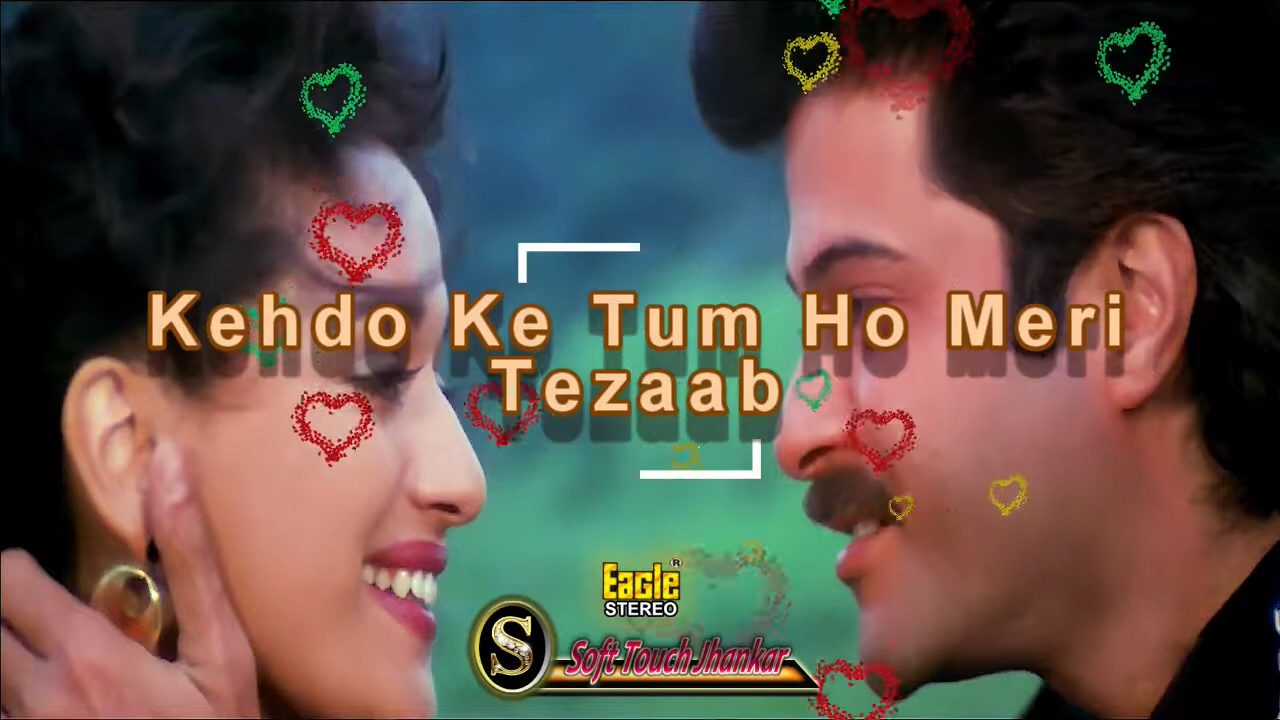 Kehdo Ke Tum Ho Meri
Tezaab
Eagle®
STEREO
S
Soft Touch Jhankar